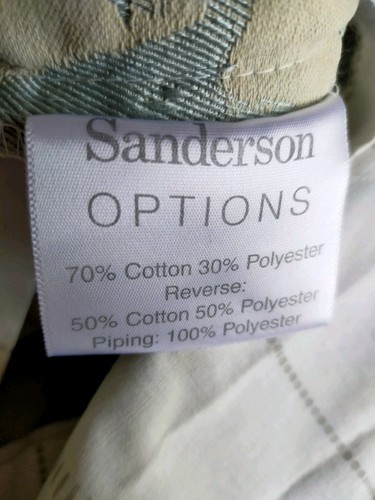 Sanderson
OPTIONS
70% Cotton 30% Polyester
Reverse:
50% Cotton 50% Polyester
Piping: 100% Polyester